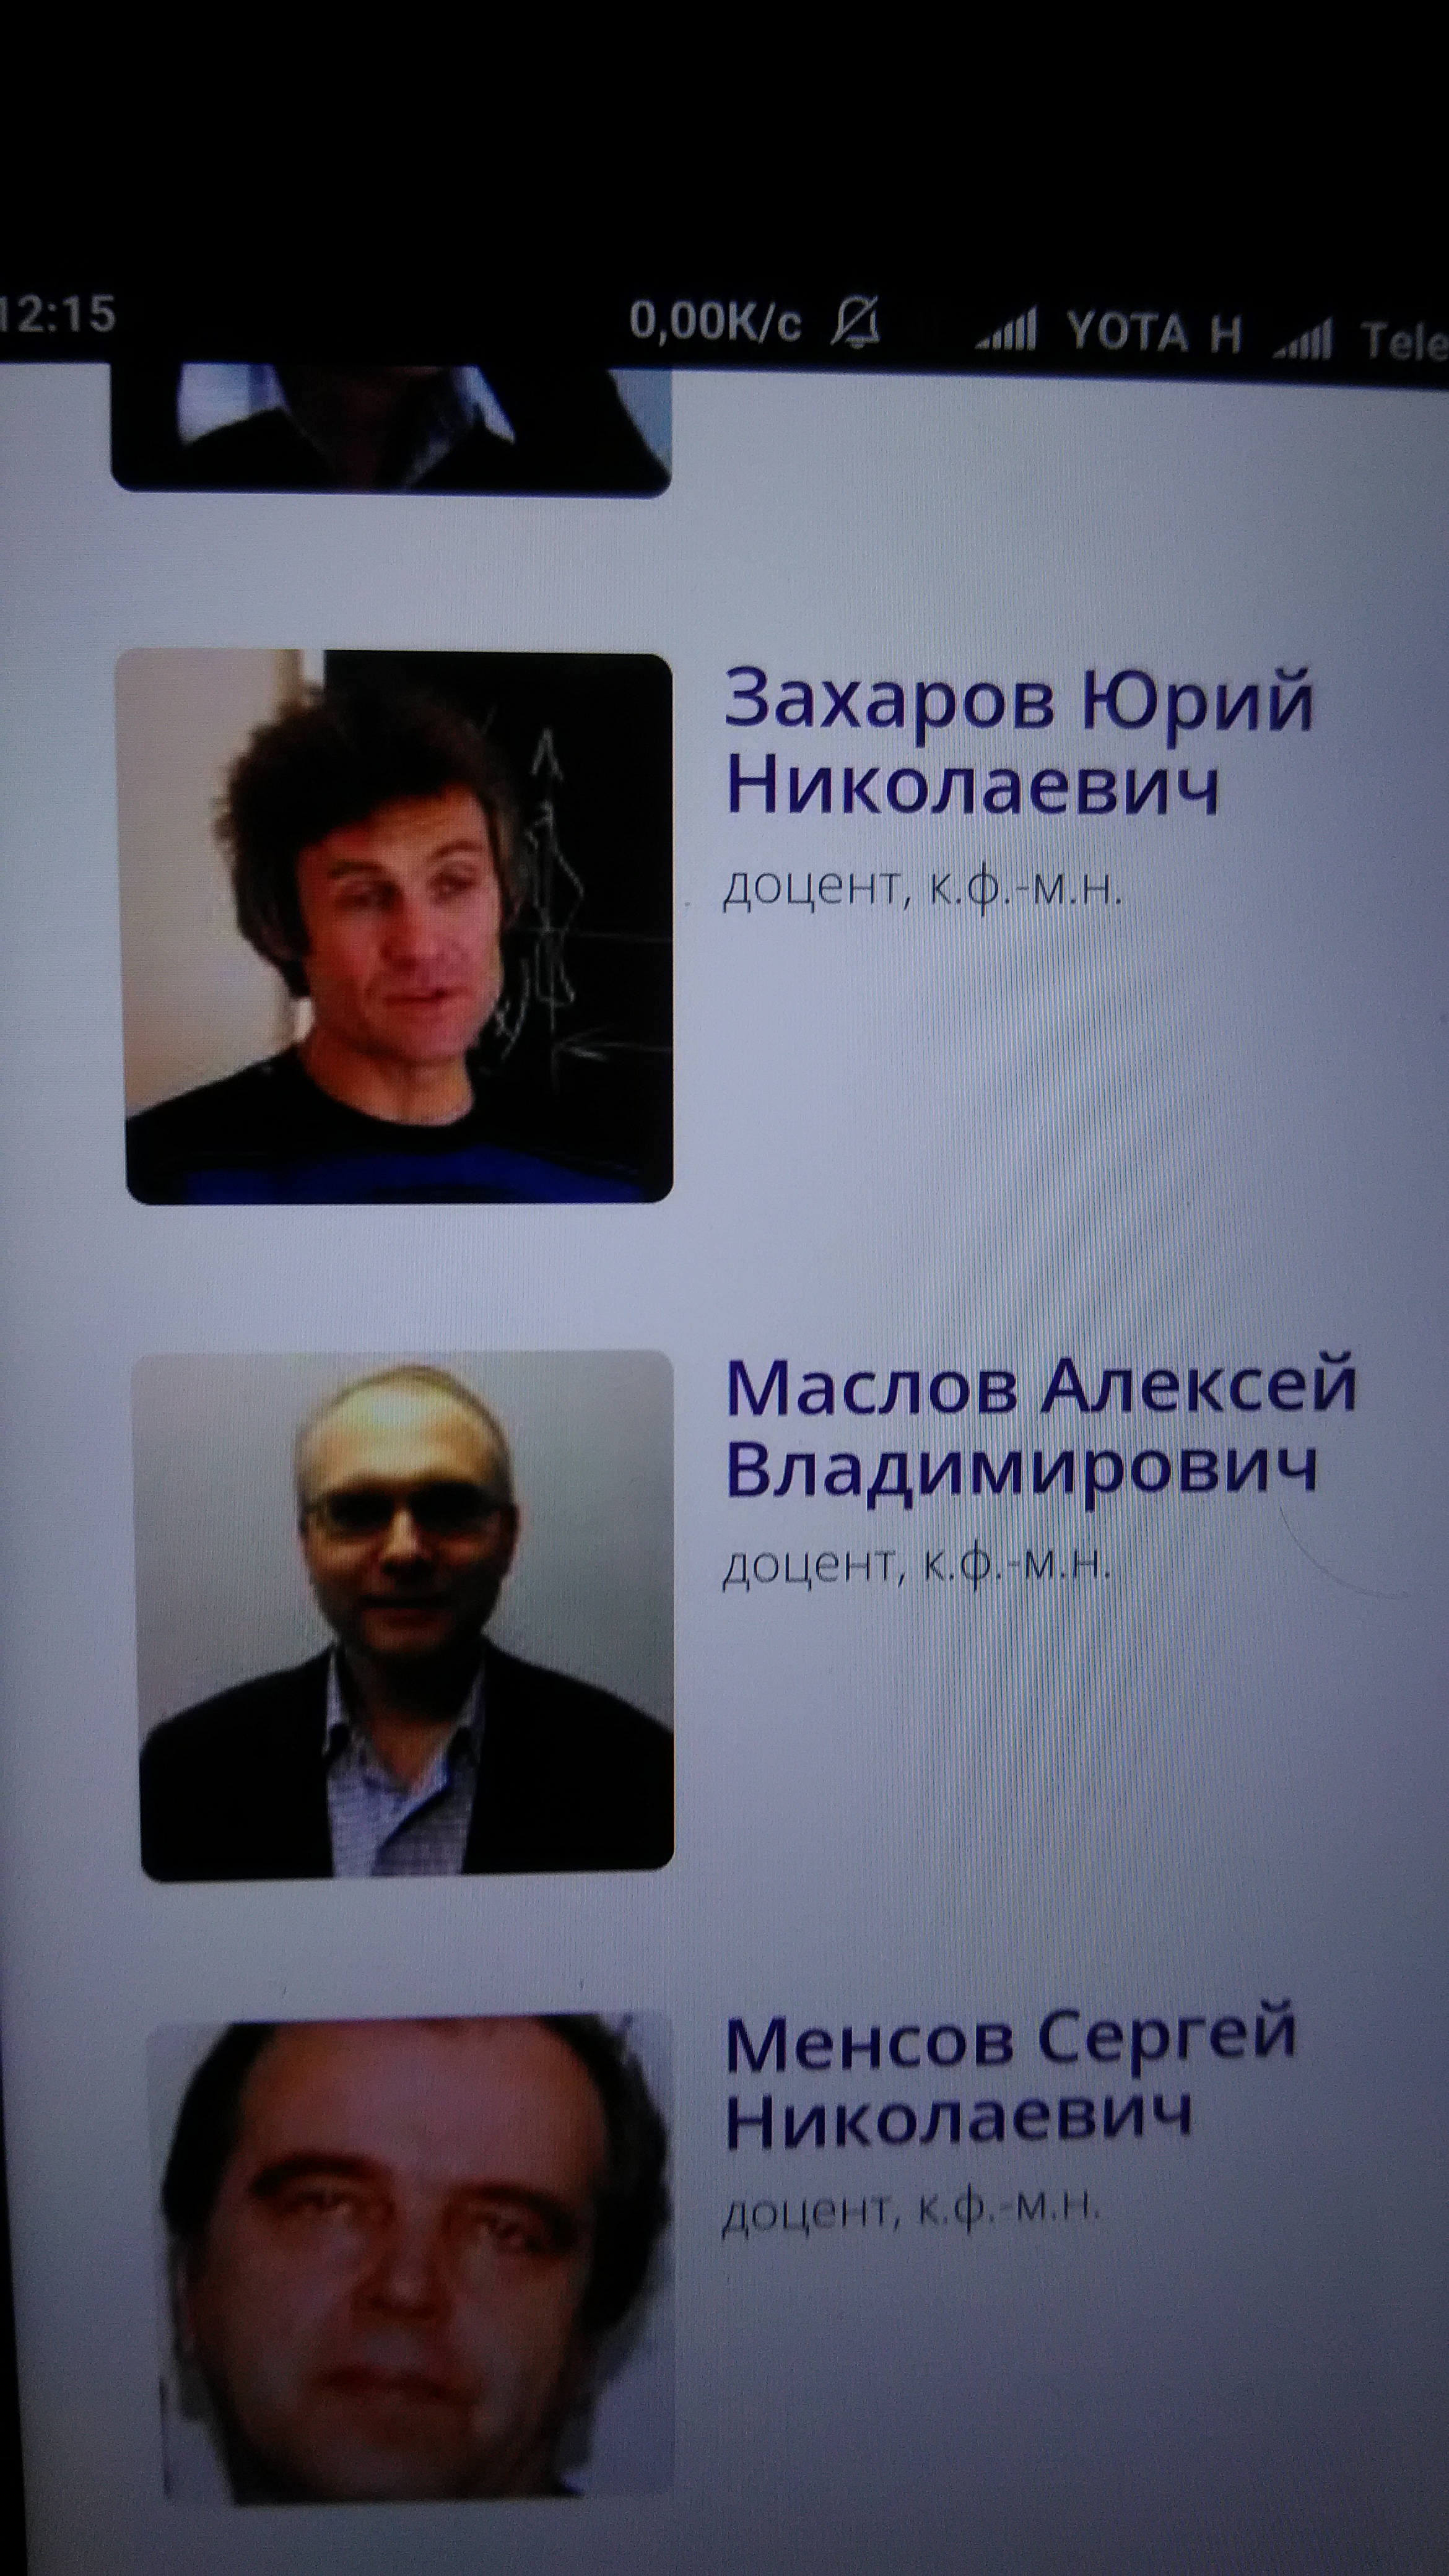 12:15 0,00K/c YOTA H Tele
Захаров Юрий
Николаевич
доцент, к.ф.-м.н.
Маслов Алексей
Владимирович
доцент, к.ф.-м.н.
Менсов Сергей
Николаевич
доцент, к.ф.-м.н.